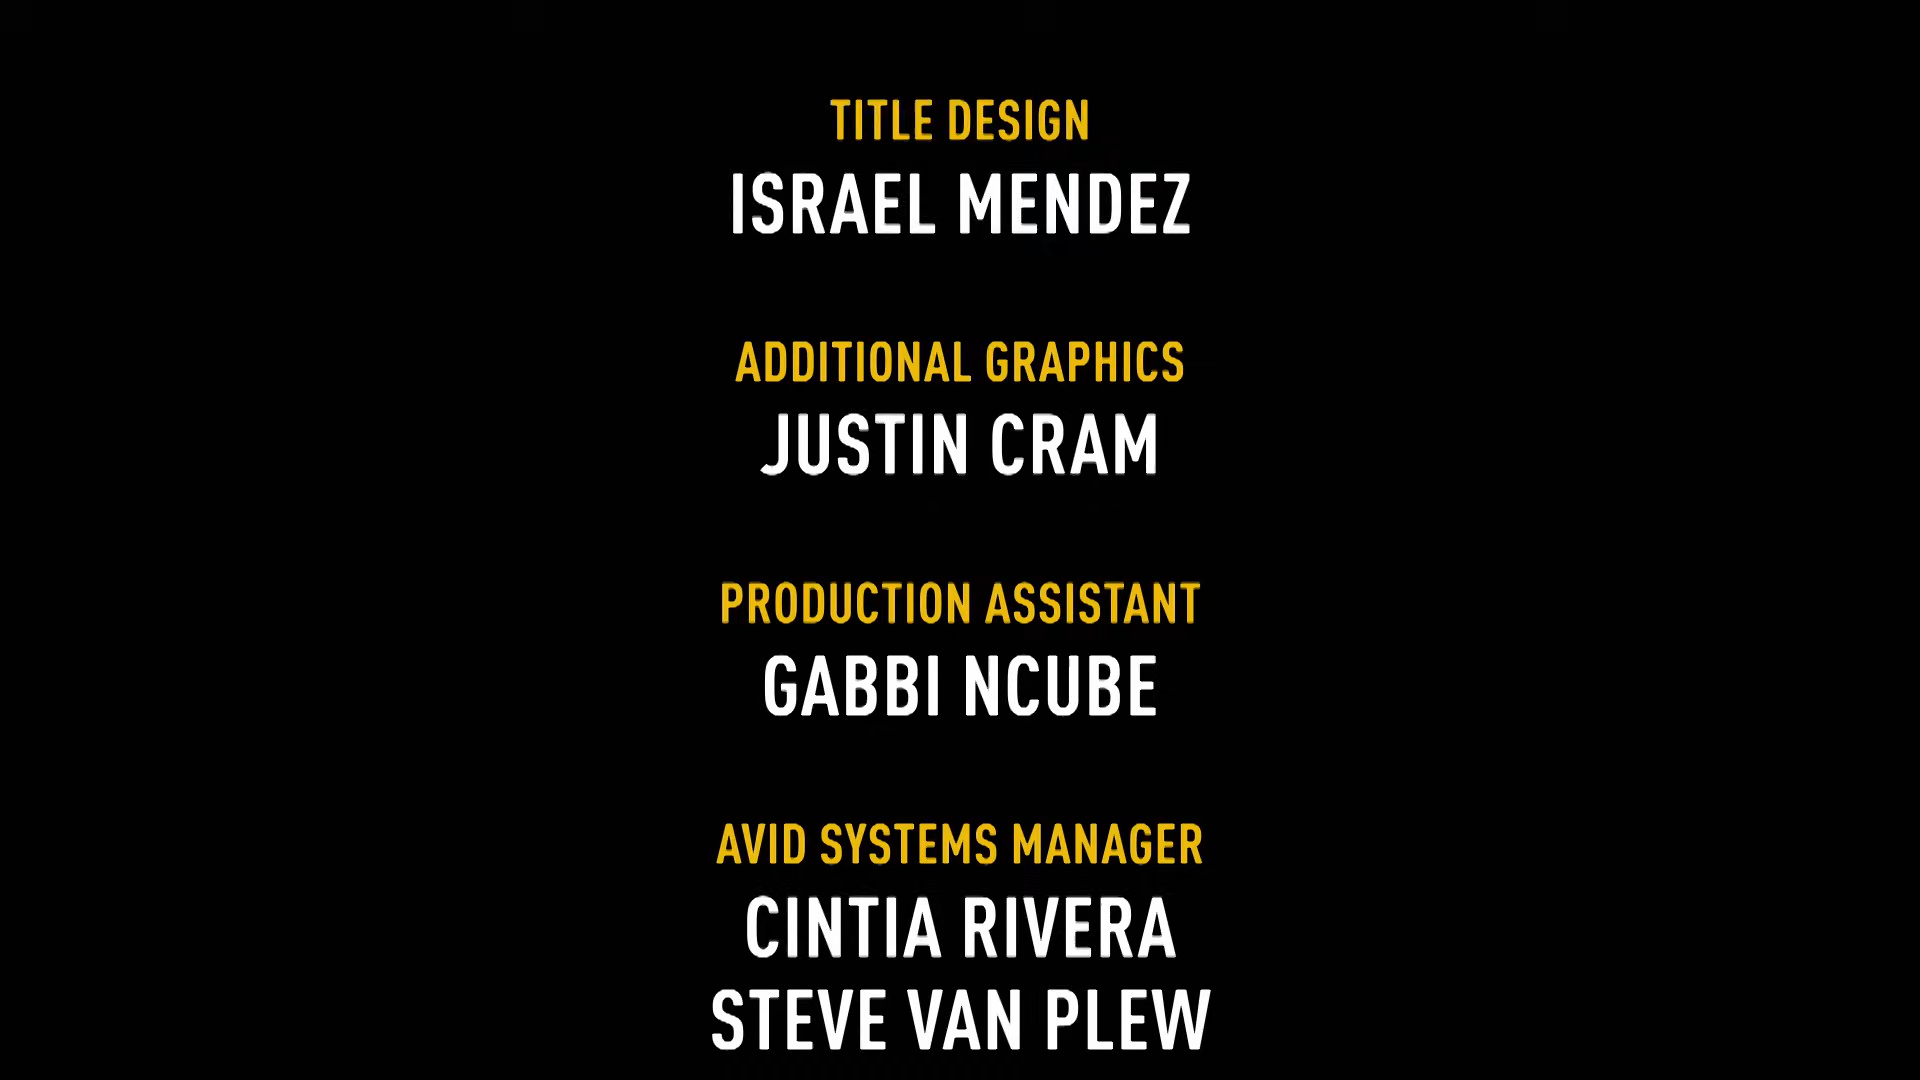 TITLE DESIGN
ISRAEL MENDEZ
ADDITIONAL GRAPHICS
JUSTIN CRAM
PRODUCTION ASSISTANT
GABBI NCUBE
AVID SYSTEMS MANAGER
CINTIA RIVERA
STEVE VAN PLEW